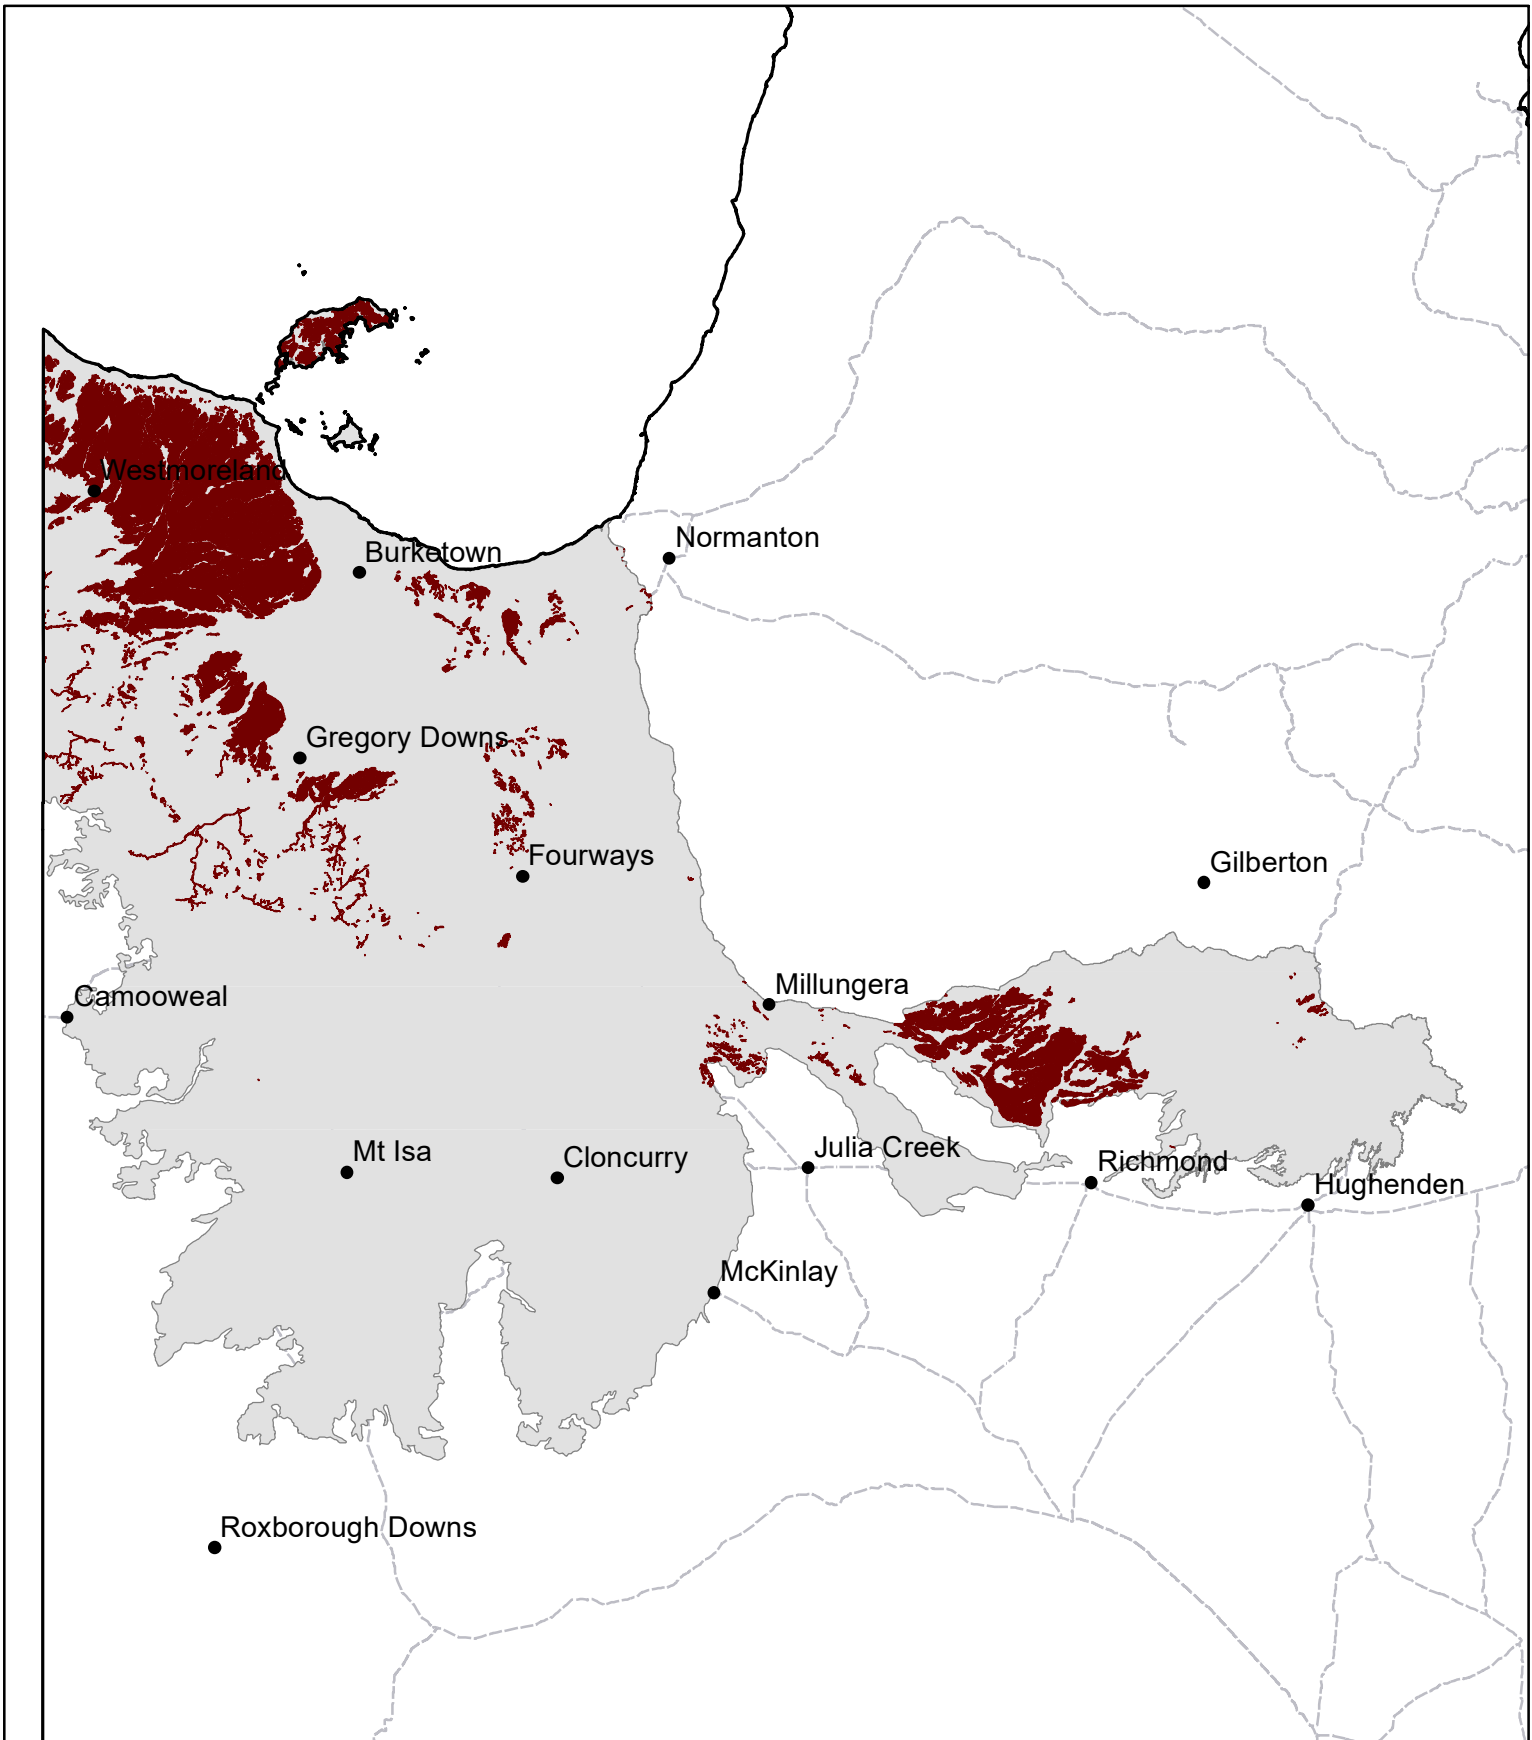 Westmoreland
Normanton
Burketown
Gregory Downs
Fourways
Gilberton
Millungera
Camooweal
Julia Creek
Mt Isa
Cloncurry
Richmond
Hughenden
McKinlay
Roxborough Downs